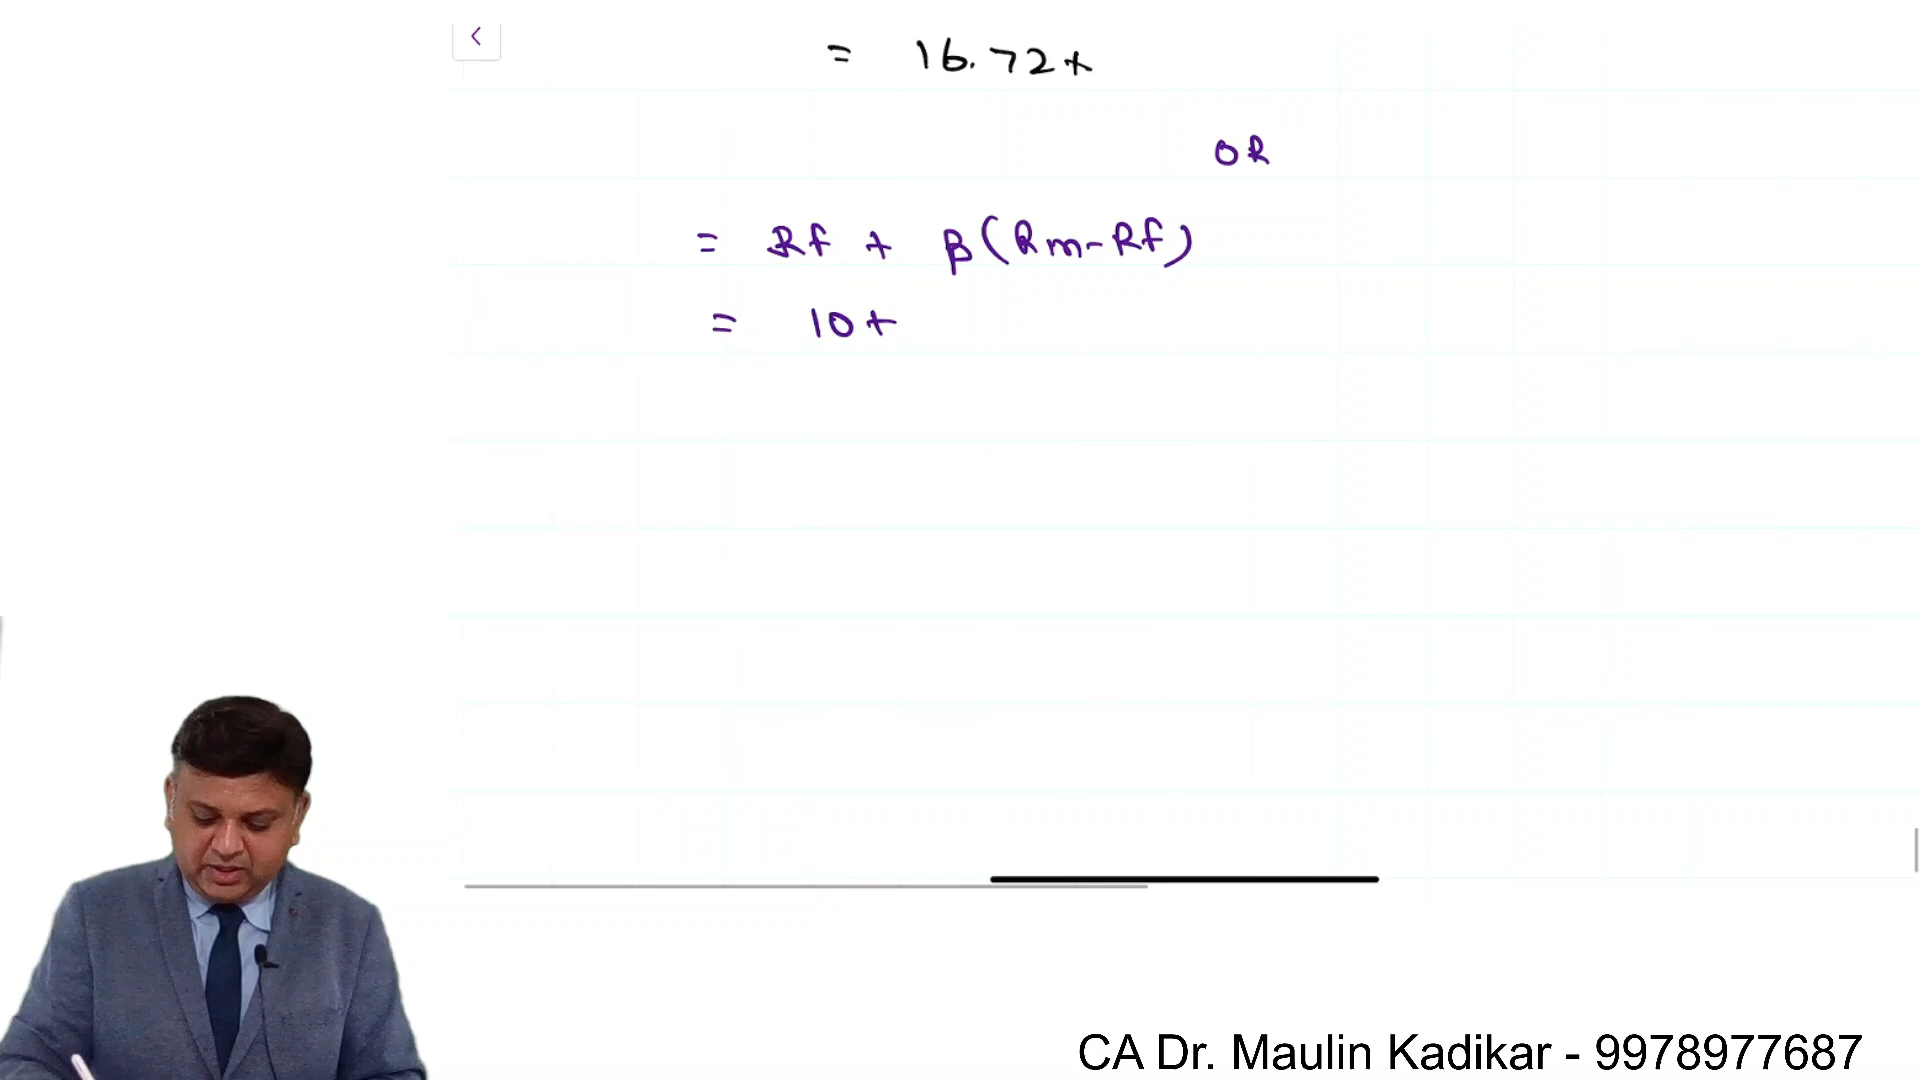 = 16.72%
OR
= Rf + β(Rm-Rf)
= 10+
CA Dr. Maulin Kadikar - 9978977687